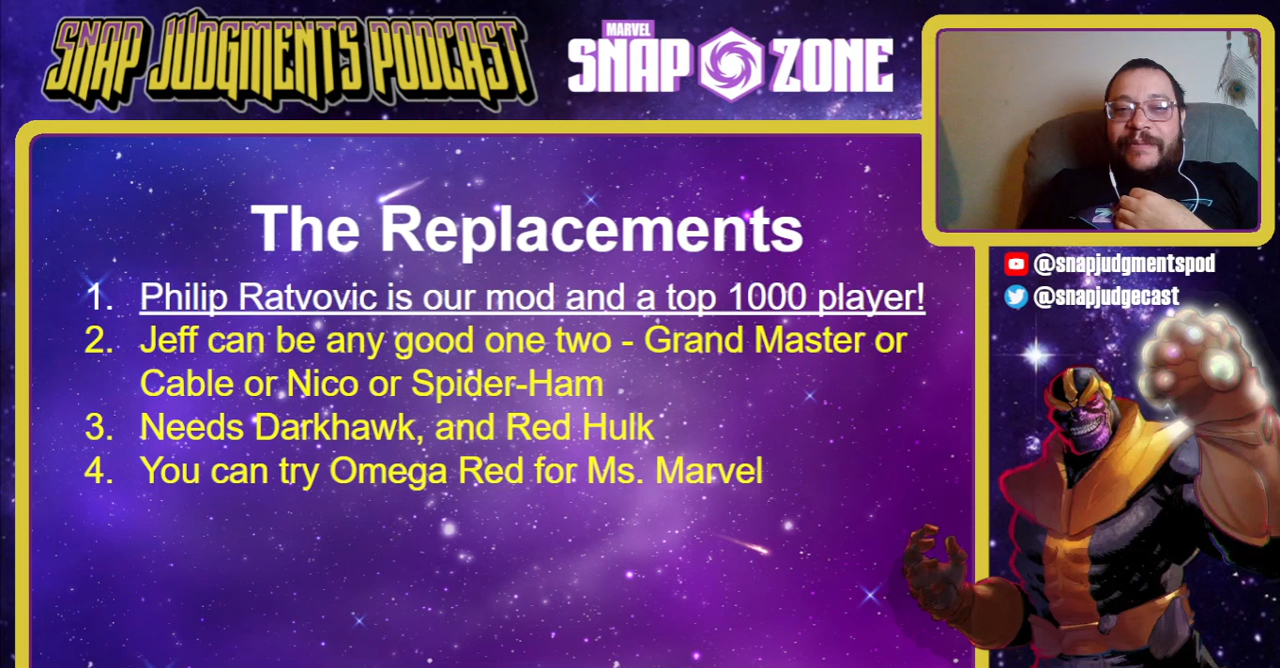 SNAP JUDGMENTS PODCAST
MARVEL
SNAP ZONE
The Replacements
1. Philip Ratvovic is our mod and a top 1000 player!
2. Jeff can be any good one two - Grand Master or
Cable or Nico or Spider-Ham
3. Needs Darkhawk, and Red Hulk
4. You can try Omega Red for Ms. Marvel
@snapjudgmentspod
@snapjudgecast